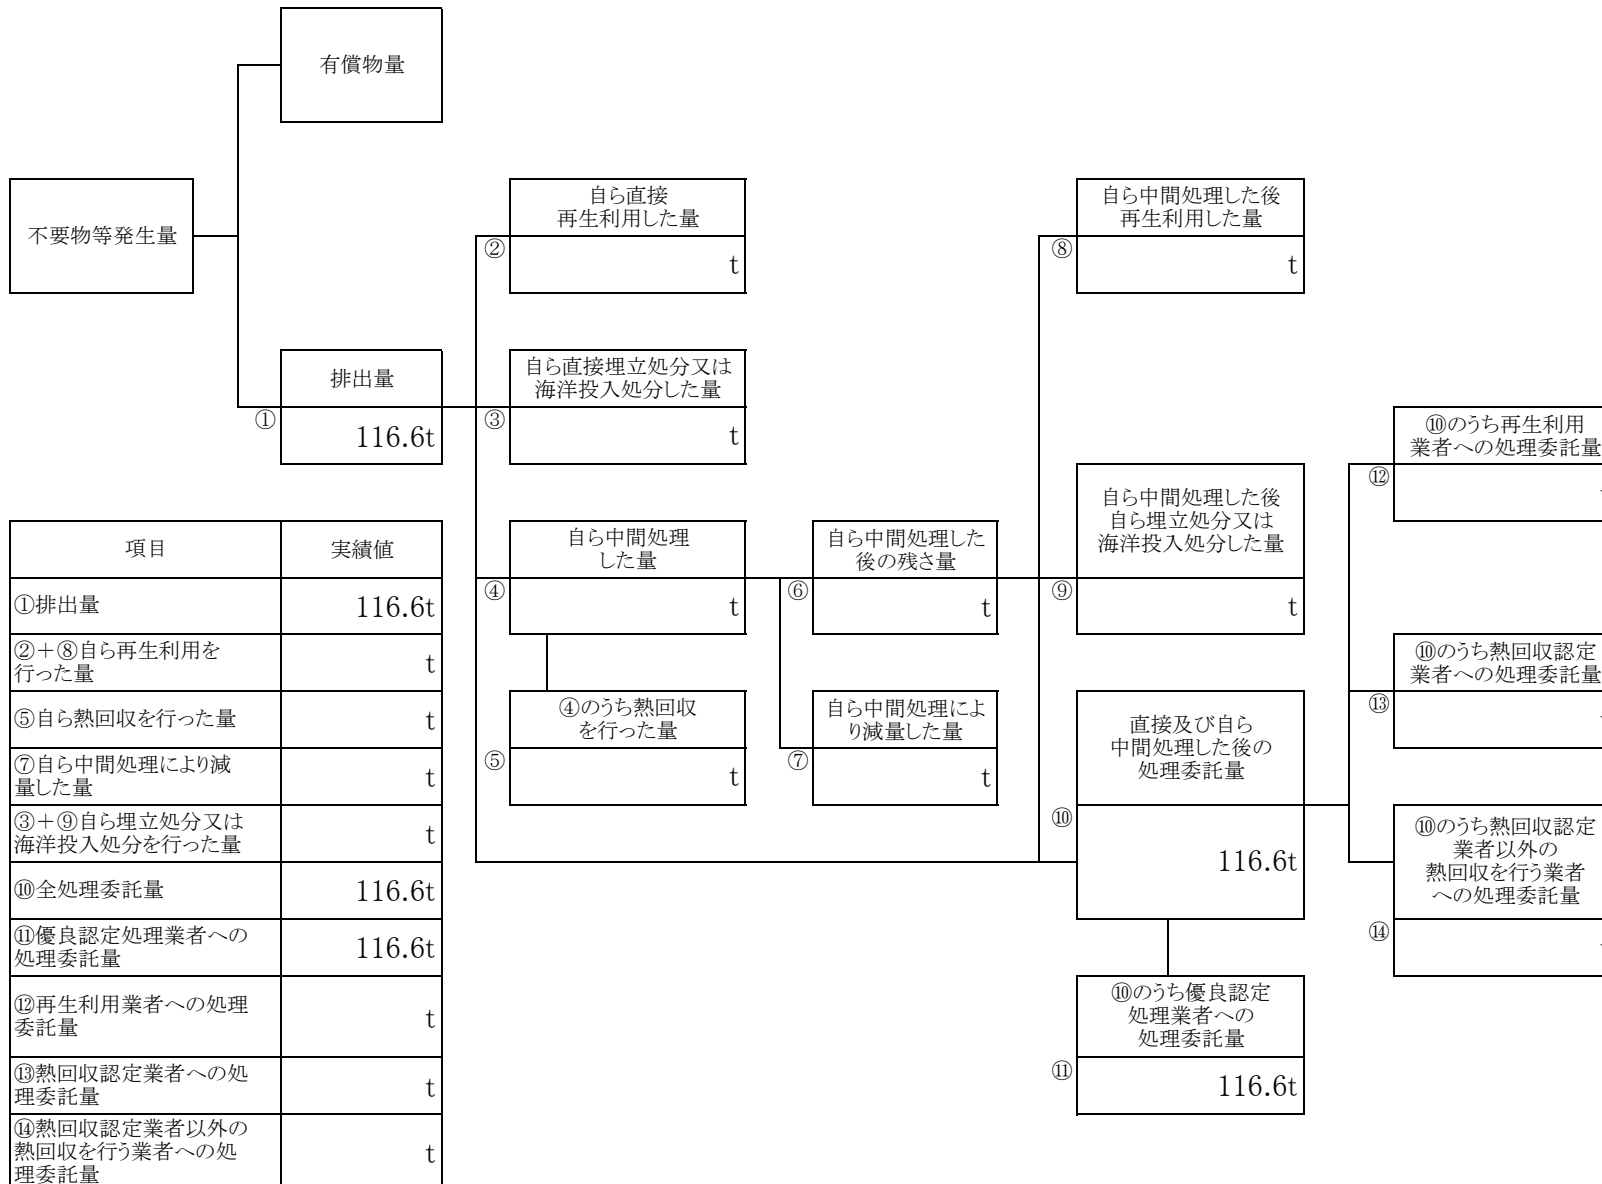 有償物量
不要物等発生量
自ら直接
再生利用した量
②
t
自ら中間処理した後
再生利用した量
⑧
t
排出量
①
116.6t
自ら直接埋立処分又は
海洋投入処分した量
③
t
⑩のうち再生利用
業者への処理委託量
⑫
自ら中間処理した後
自ら埋立処分又は
海洋投入処分した量
⑨
t
自ら中間処理
した量
④
t
自ら中間処理した
後の残さ量
⑥
t
⑩のうち熱回収認定
業者への処理委託量
⑬
④のうち熱回収
を行った量
⑤
t
自ら中間処理によ
り減量した量
⑦
t
直接及び自ら
中間処理した後の
処理委託量
⑩
116.6t
⑩のうち熱回収認定
業者以外の
熱回収を行う業者
への処理委託量
⑭
⑩のうち優良認定
処理業者への
処理委託量
⑪
116.6t
項目 実績値
①排出量 116.6t
②＋⑧自ら再生利用を
行った量 t
⑤自ら熱回収を行った量 t
⑦自ら中間処理により減
量した量 t
③＋⑨自ら埋立処分又は
海洋投入処分を行った量 t
⑩全処理委託量 116.6t
⑪優良認定処理業者への
処理委託量 116.6t
⑫再生利用業者への処理
委託量 t
⑬熱回収認定業者への処
理委託量 t
⑭熱回収認定業者以外の
熱回収を行う業者への処
理委託量 t